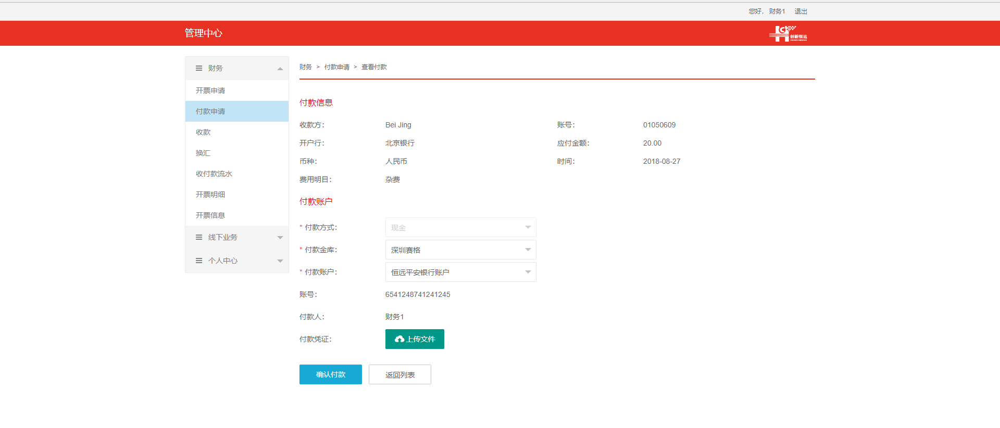 您好， 财务1 退出
管理中心
创新恒远
财务
开票申请
付款申请
收款
换汇
收付款流水
开票明细
开票信息
线下业务
个人中心
财务 > 付款申请 > 查看付款
付款信息
收款方： Bei Jing 账号： 01050609
开户行： 北京银行 应付金额： 20.00
币种： 人民币 时间： 2018-08-27
费用明目： 杂费
付款账户
* 付款方式： 现金
* 付款金库： 深圳赛格
* 付款账户： 恒远平安银行账户
账号： 6541248741241245
付款人： 财务1
付款凭证： 上传文件
确认付款 返回列表